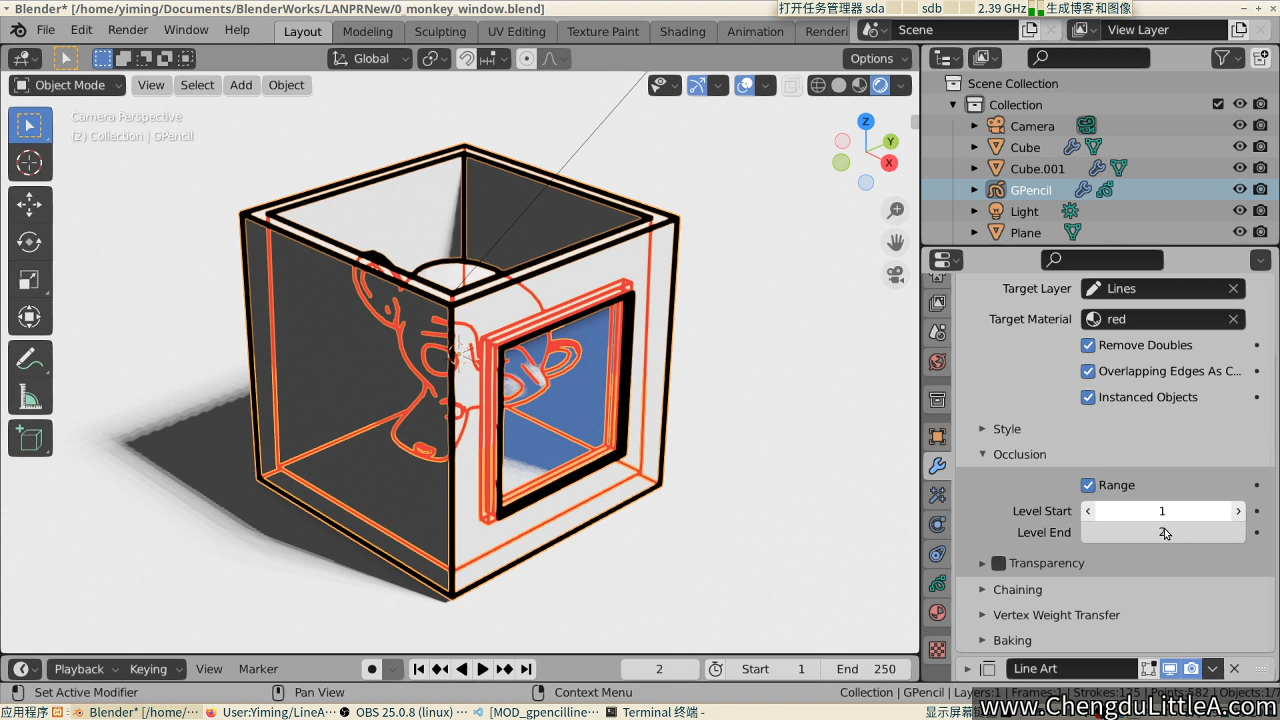 Blender* [/home/yiming/Documents/BlenderWorks/LANPRNew/0_monkey_window.blend]
打开任务管理器 sda sdb 2.39 GHz 生成博客和图像
File Edit Render Window Help Layout Modeling Sculpting UV Editing Texture Paint Shading Animation Renderi Scene View Layer
Global Options
Object Mode View Select Add Object
Camera Perspective
(2) Collection | GPencil
Z
Y
X
Scene Collection
Collection
Camera
Cube
Cube.001
GPencil
Light
Plane
Target Layer Lines
Target Material red
Remove Doubles
Overlapping Edges As C...
Instanced Objects
Style
Occlusion
Range
Level Start 1
Level End 2
Transparency
Chaining
Vertex Weight Transfer
Baking
Line Art
Playback Keying View Marker 2 Start 1 End 250
Set Active Modifier Pan View Context Menu Collection | GPencil | Layers:1 | Frames:1 | Strokes:125 | Points:582 | Objects:1/
应用程序 Blender* [/home/... User:Yiming/LineA... OBS 25.0.8 (linux) ... [MOD_gpencilline... Terminal 终端 - 显示屏幕键
www.ChengduLittleA.com